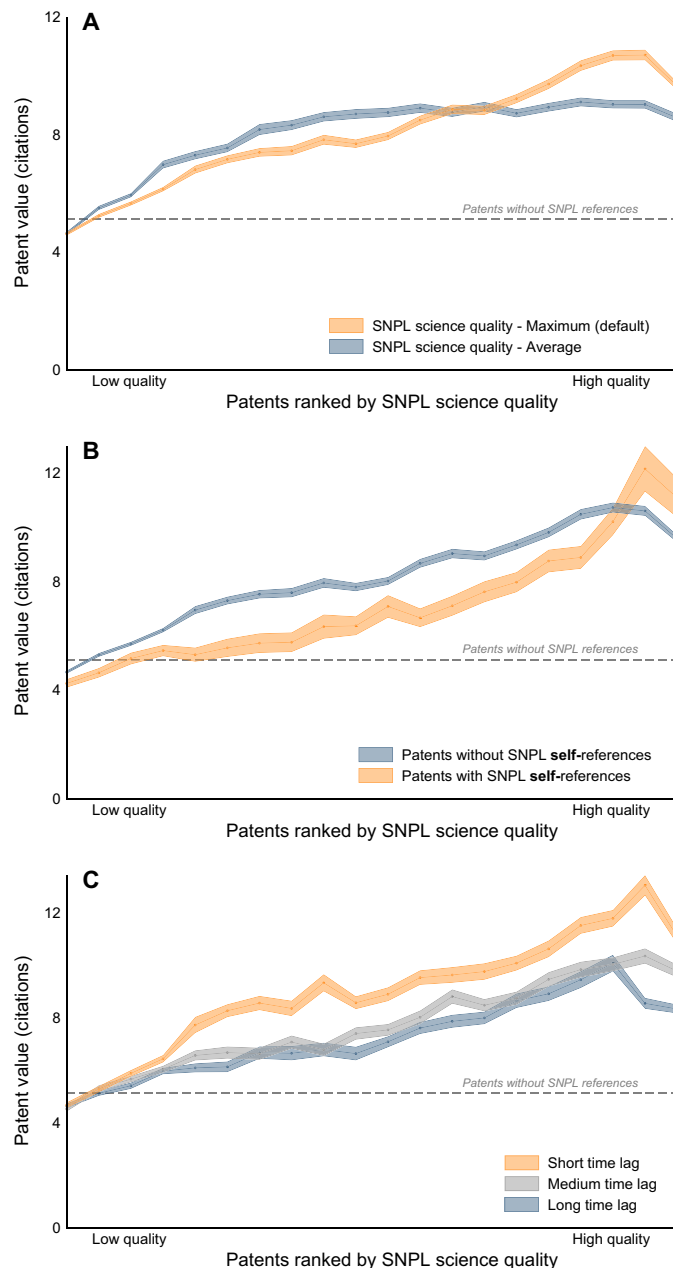 A
12
8
4
0
Patent value (citations)
Patents without SNPL references
SNPL science quality - Maximum (default)
SNPL science quality - Average
Low quality
High quality
Patents ranked by SNPL science quality
B
12
8
4
0
Patent value (citations)
Patents without SNPL references
Patents without SNPL self-references
Patents with SNPL self-references
Low quality
High quality
Patents ranked by SNPL science quality
C
12
8
4
0
Patent value (citations)
Patents without SNPL references
Short time lag
Medium time lag
Long time lag
Low quality
High quality
Patents ranked by SNPL science quality